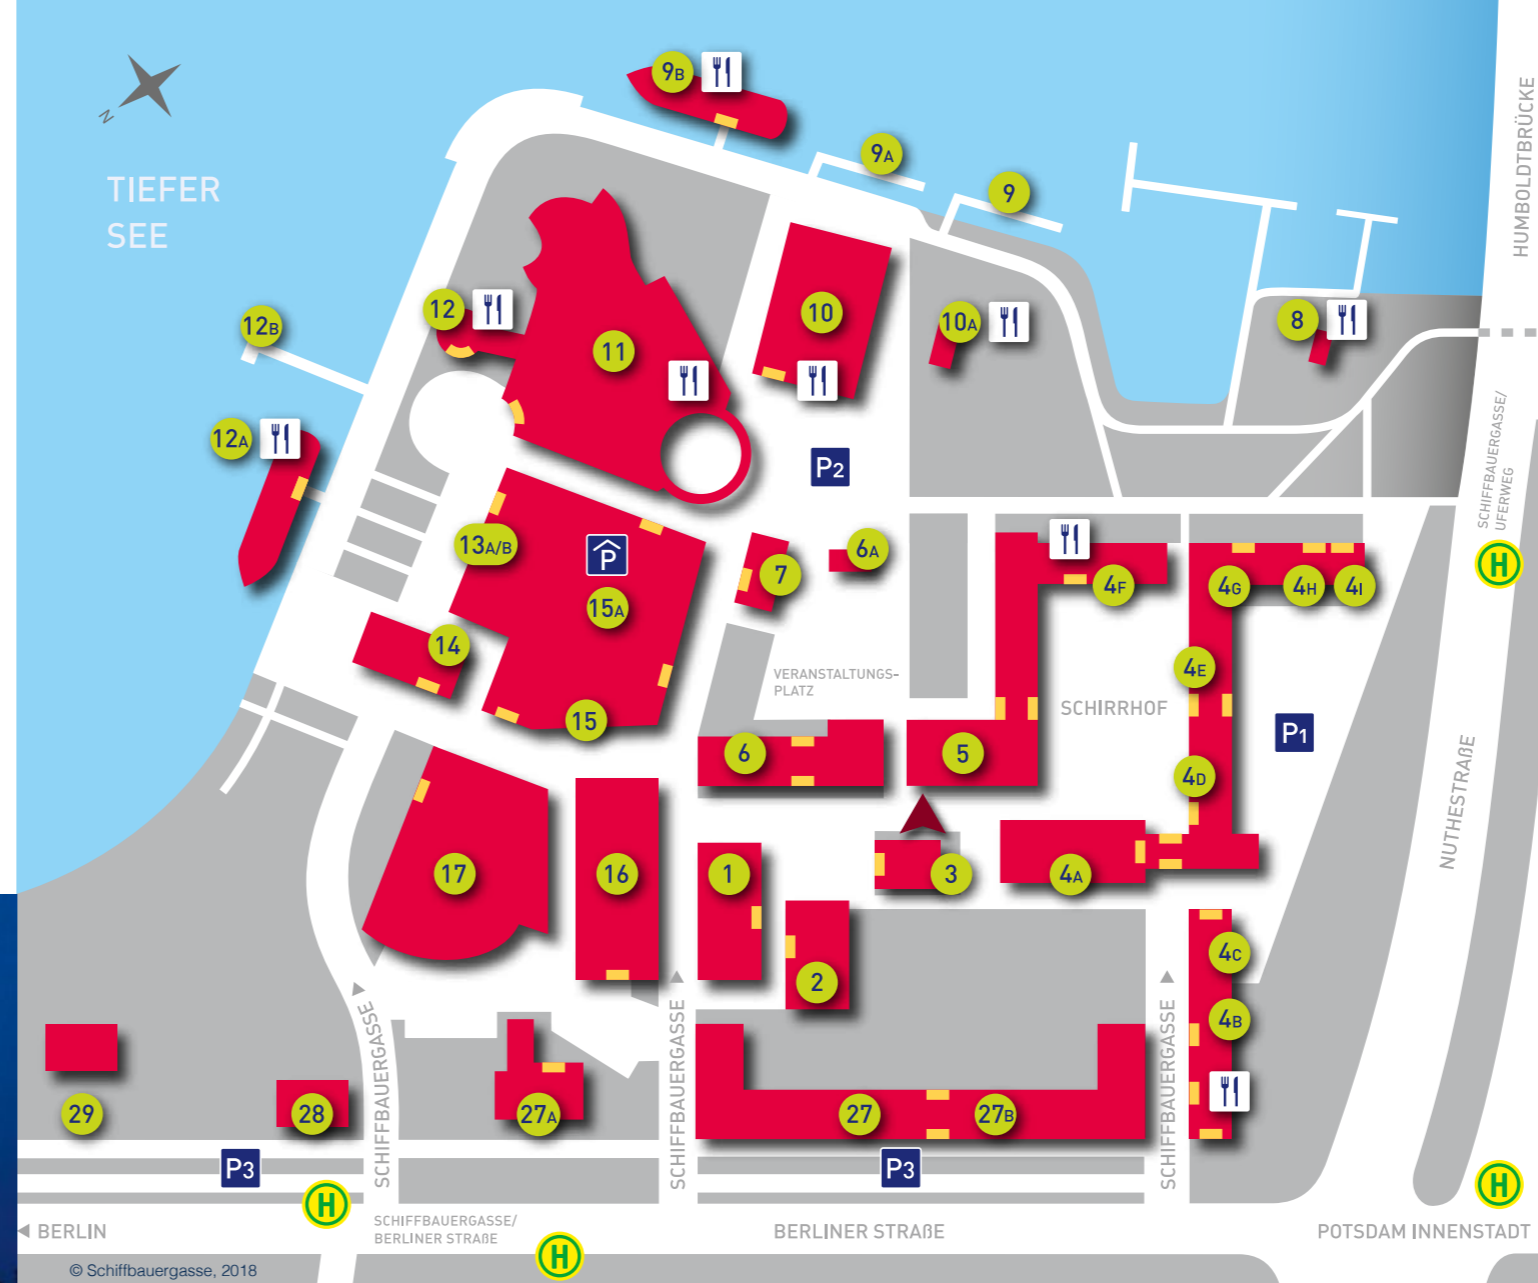 9B
9A
9
N
TIEFER
SEE
HUMBOLDTBRÜCKE
12B
12
11
10
10A
8
12A
P2
SCHIFFBAUERGASSE/
UFERWEG
H
13A/B
P
15A
7
6A
4F
4G
4H
4I
14
15
VERANSTALTUNGS-
PLATZ
4E
SCHIRRHOF
P1
6
5
4D
NUTHESTRAßE
17
16
1
3
4A
2
4C
4B
SCHIFFBAUERGASSE
SCHIFFBAUERGASSE
SCHIFFBAUERGASSE
29
28
27A
27
27B
P3
P3
H
H
BERLIN
SCHIFFBAUERGASSE/
BERLINER STRAßE
H
BERLINER STRAßE
POTSDAM INNENSTADT
© Schiffbauergasse, 2018